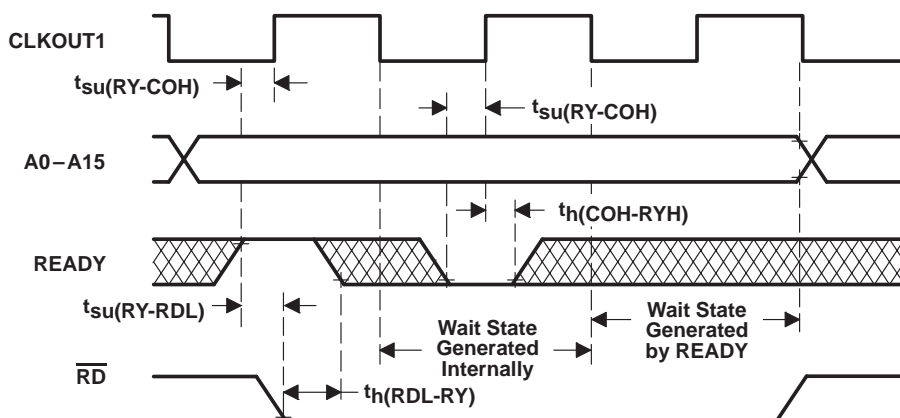 CLKOUT1
tsu(RY-COH)
tsu(RY-COH)
A0–A15
th(COH-RYH)
READY
tsu(RY-RDL)
Wait State
Generated
Internally
Wait State
Generated
by READY
RD
th(RDL-RY)